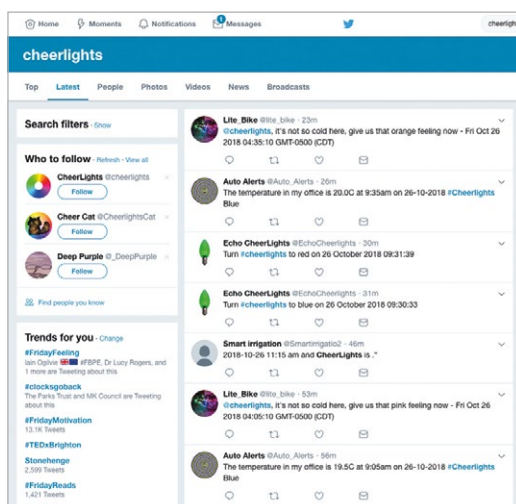 Home Moments Notifications 1 Messages cheerligh
cheerlights
Top Latest People Photos Videos News Broadcasts
Search filters · Show
Who to follow · Refresh · View all
CheerLights @cheerlights
Follow
Cheer Cat @CheerlightsCat
Follow
Deep Purple @_DeepPurple
Follow
Find people you know
Trends for you · Change
#FridayFeeling
Iain Ogilvie #FBPE, Dr Lucy Rogers, and
1 more are Tweeting about this
#clocksgoback
The Parks Trust and MK Council are Tweeting
about this
#FridayMotivation
13.1K Tweets
#TEDxBrighton
Stonehenge
2,599 Tweets
#FridayReads
1,421 Tweets
Lite_Bike @lite_bike · 23m
@cheerlights, it's not so cold here, give us that orange feeling now - Fri Oct 26
2018 04:35:10 GMT-0500 (CDT)
Auto Alerts @Auto_Alerts · 26m
The temperature in my office is 20.0C at 9:35am on 26-10-2018 #Cheerlights
Blue
Echo CheerLights @EchoCheerlights · 30m
Turn #cheerlights to red on 26 October 2018 09:31:39
Echo CheerLights @EchoCheerlights · 31m
Turn #cheerlights to blue on 26 October 2018 09:30:33
Smart irrigation @Smartirrigatio2 · 46m
2018-10-26 11:15 am and CheerLights is ."
Lite_Bike @lite_bike · 53m
@cheerlights, it's not so cold here, give us that pink feeling now - Fri Oct 26
2018 04:05:10 GMT-0500 (CDT)
Auto Alerts @Auto_Alerts · 56m
The temperature in my office is 19.5C at 9:05am on 26-10-2018 #Cheerlights
Blue